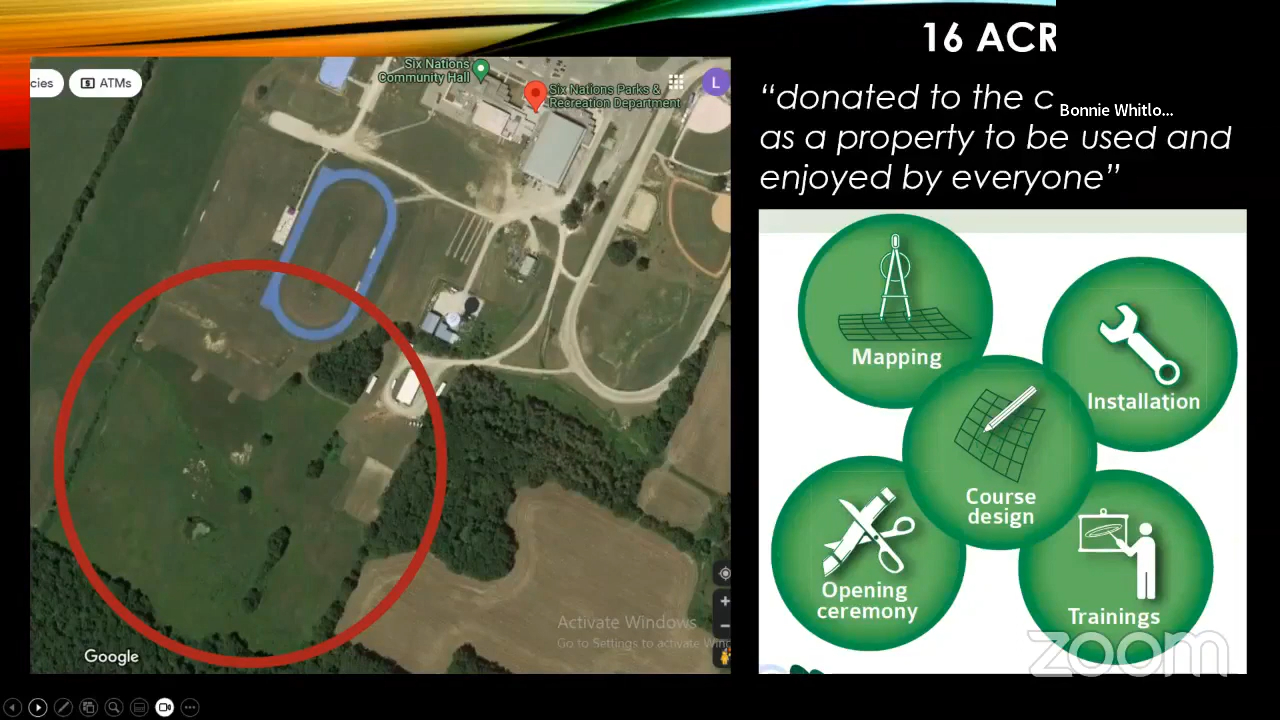 16 ACR
"donated to the c
Bonnie Whitlo...
as a property to be used and
enjoyed by everyone"
cies
ATMs
Six Nations
Community Hall
Six Nations Parks &
Recreation Department
L
Mapping
Installation
Course
design
Opening
ceremony
Trainings
Activate Windows
Go to Settings to activate Wind
Google
zoom